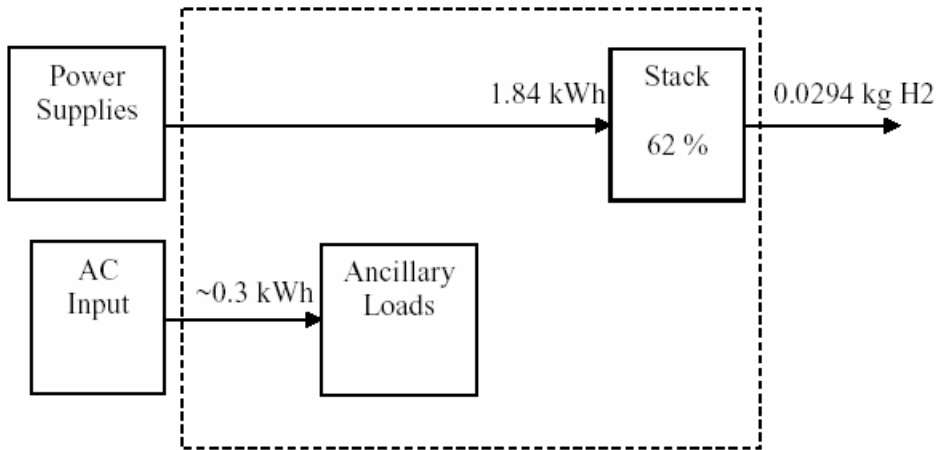 Power
Supplies
1.84 kWh
Stack
62 %
0.0294 kg H2
AC
Input
~0.3 kWh
Ancillary
Loads